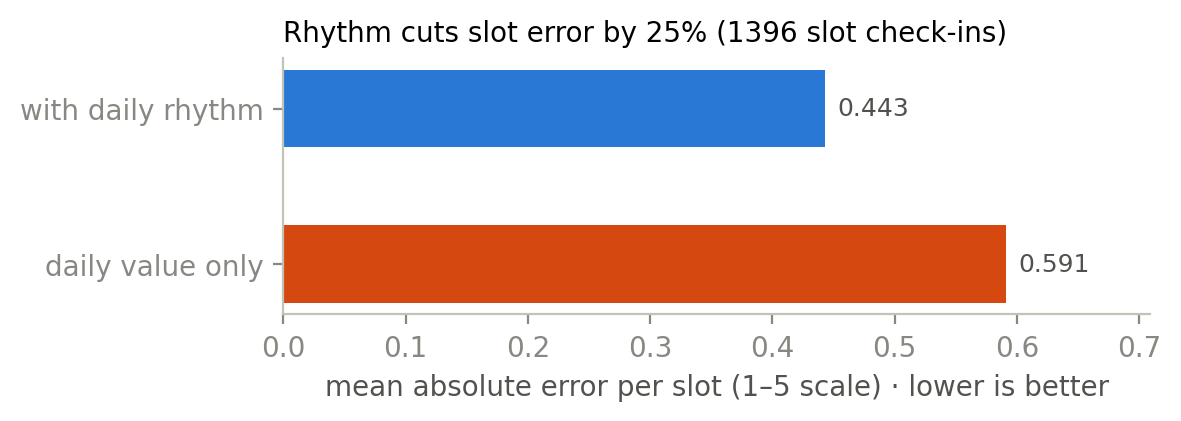 Rhythm cuts slot error by 25% (1396 slot check-ins)
with daily rhythm
0.443
daily value only
0.591
0.0 0.1 0.2 0.3 0.4 0.5 0.6 0.7
mean absolute error per slot (1–5 scale) · lower is better